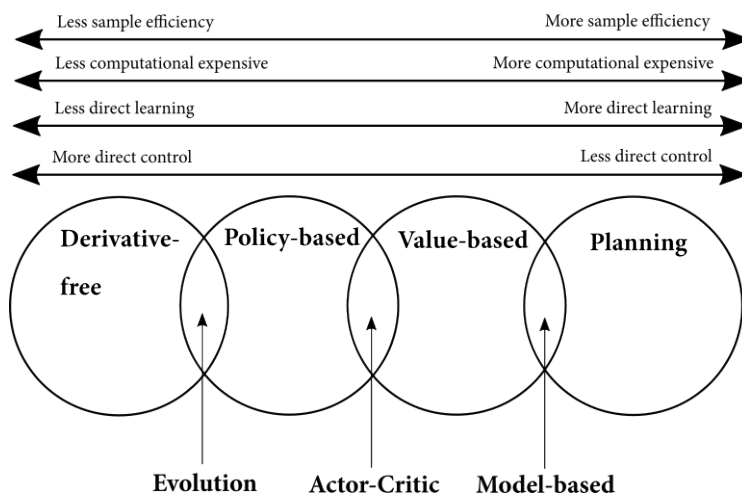 Less sample efficiency
More sample efficiency
Less computational expensive
More computational expensive
Less direct learning
More direct learning
More direct control
Less direct control
Derivative-
free
Policy-based
Value-based
Planning
Evolution
Actor-Critic
Model-based